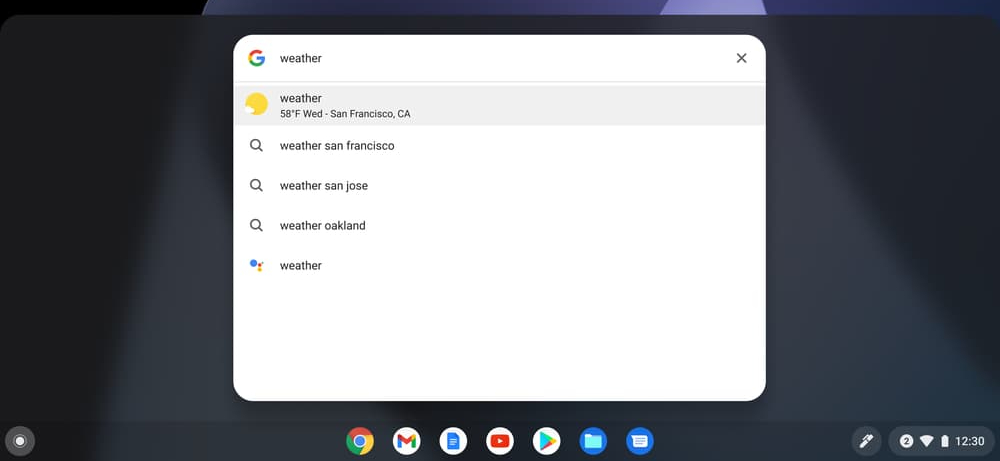 weather
weather
58°F Wed - San Francisco, CA
weather san francisco
weather san jose
weather oakland
weather
2 12:30